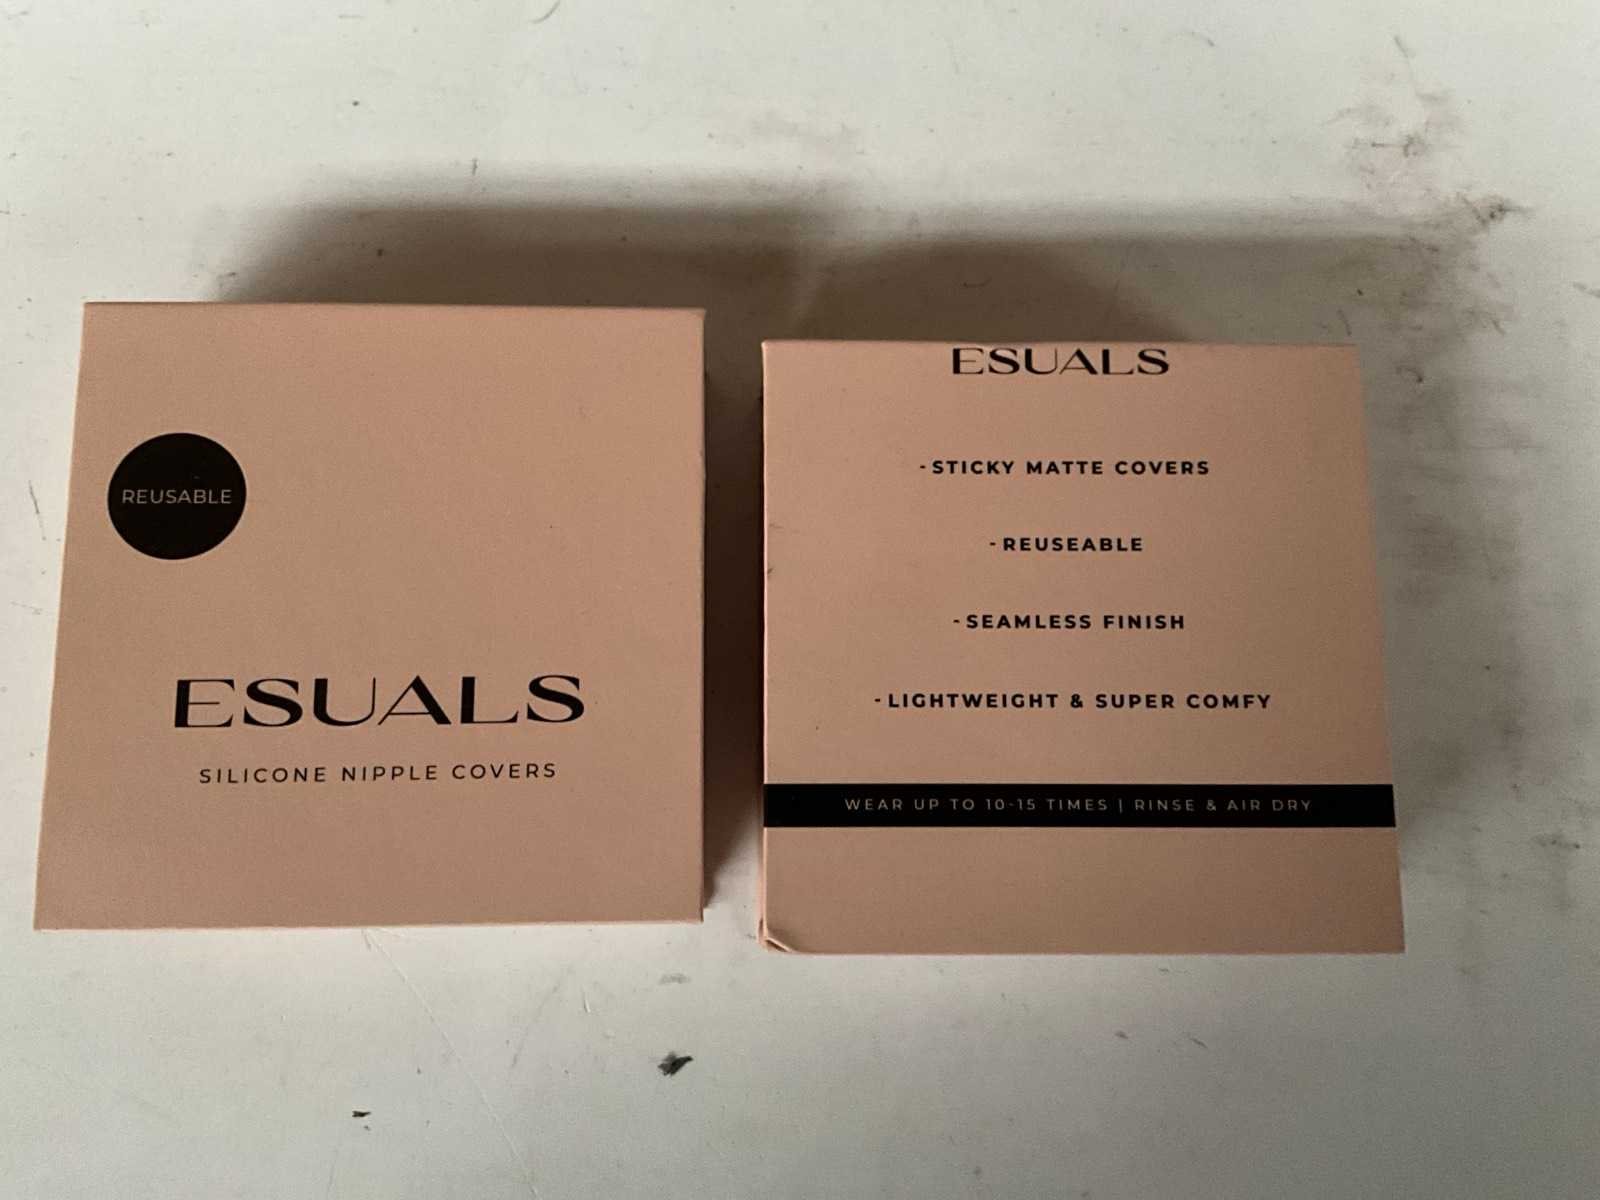 REUSABLE
ESUALS
SILICONE NIPPLE COVERS
ESUALS
-STICKY MATTE COVERS
-REUSEABLE
-SEAMLESS FINISH
-LIGHTWEIGHT & SUPER COMFY
WEAR UP TO 10-15 TIMES | RINSE & AIR DRY